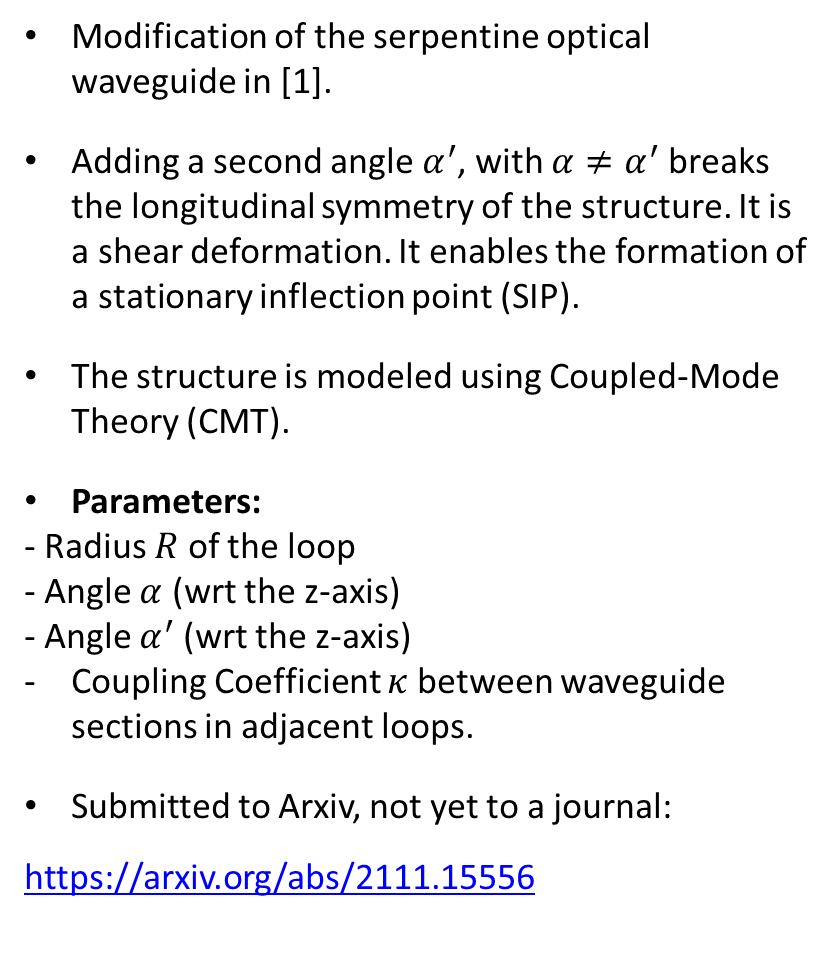 • Modification of the serpentine optical
waveguide in [1].
• Adding a second angle α′, with α ≠ α′ breaks
the longitudinal symmetry of the structure. It is
a shear deformation. It enables the formation of
a stationary inflection point (SIP).
• The structure is modeled using Coupled-Mode
Theory (CMT).
• Parameters:
- Radius R of the loop
- Angle α (wrt the z-axis)
- Angle α′ (wrt the z-axis)
- Coupling Coefficient κ between waveguide
sections in adjacent loops.
• Submitted to Arxiv, not yet to a journal:
https://arxiv.org/abs/2111.15556